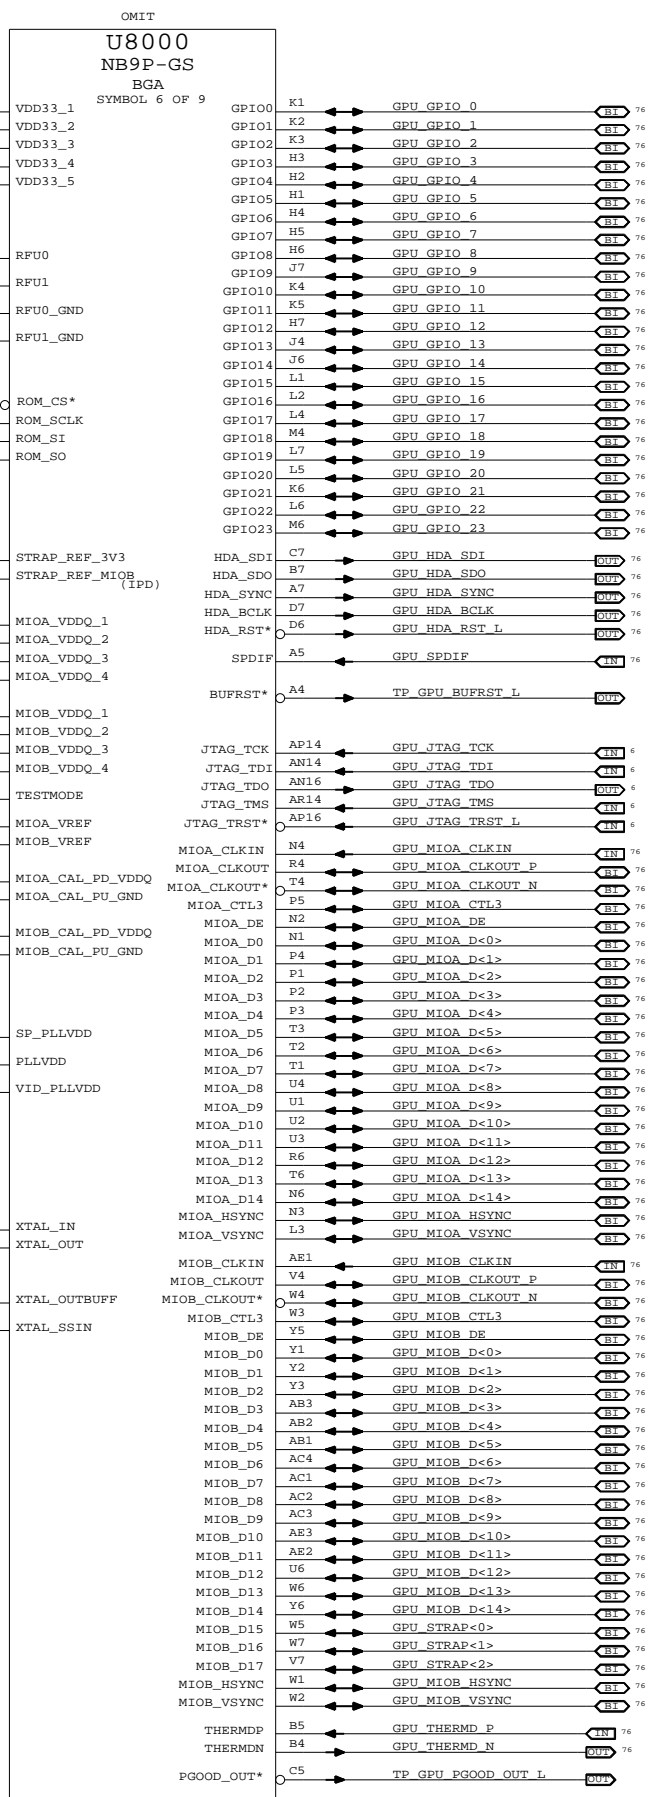 OMIT
U8000
NB9P-GS
BGA
SYMBOL 6 OF 9
VDD33_1
VDD33_2
VDD33_3
VDD33_4
VDD33_5
RFU0
RFU1
RFU0_GND
RFU1_GND
ROM_CS*
ROM_SCLK
ROM_SI
ROM_SO
STRAP_REF_3V3
STRAP_REF_MIOB
(IPD)
MIOA_VDDQ_1
MIOA_VDDQ_2
MIOA_VDDQ_3
MIOA_VDDQ_4
MIOB_VDDQ_1
MIOB_VDDQ_2
MIOB_VDDQ_3
MIOB_VDDQ_4
TESTMODE
MIOA_VREF
MIOB_VREF
MIOA_CAL_PD_VDDQ
MIOA_CAL_PU_GND
MIOB_CAL_PD_VDDQ
MIOB_CAL_PU_GND
SP_PLLVDD
PLLVDD
VID_PLLVDD
XTAL_IN
XTAL_OUT
XTAL_OUTBUFF
XTAL_SSIN
GPIO0 K1 GPU_GPIO_0 BI 76
GPIO1 K2 GPU_GPIO_1 BI 76
GPIO2 K3 GPU_GPIO_2 BI 76
GPIO3 H3 GPU_GPIO_3 BI 76
GPIO4 H2 GPU_GPIO_4 BI 76
GPIO5 H1 GPU_GPIO_5 BI 76
GPIO6 H4 GPU_GPIO_6 BI 76
GPIO7 H5 GPU_GPIO_7 BI 76
GPIO8 H6 GPU_GPIO_8 BI 76
GPIO9 J7 GPU_GPIO_9 BI 76
GPIO10 K4 GPU_GPIO_10 BI 76
GPIO11 K5 GPU_GPIO_11 BI 76
GPIO12 H7 GPU_GPIO_12 BI 76
GPIO13 J4 GPU_GPIO_13 BI 76
GPIO14 J6 GPU_GPIO_14 BI 76
GPIO15 L1 GPU_GPIO_15 BI 76
GPIO16 L2 GPU_GPIO_16 BI 76
GPIO17 L4 GPU_GPIO_17 BI 76
GPIO18 M4 GPU_GPIO_18 BI 76
GPIO19 L7 GPU_GPIO_19 BI 76
GPIO20 L5 GPU_GPIO_20 BI 76
GPIO21 K6 GPU_GPIO_21 BI 76
GPIO22 L6 GPU_GPIO_22 BI 76
GPIO23 M6 GPU_GPIO_23 BI 76
HDA_SDI C7 GPU_HDA_SDI OUT 76
HDA_SDO B7 GPU_HDA_SDO OUT 76
HDA_SYNC A7 GPU_HDA_SYNC OUT 76
HDA_BCLK D7 GPU_HDA_BCLK OUT 76
HDA_RST* D6 GPU_HDA_RST_L OUT 76
SPDIF A5 GPU_SPDIF IN 76
BUFRST* A4 TP_GPU_BUFRST_L OUT
JTAG_TCK AP14 GPU_JTAG_TCK IN 6
JTAG_TDI AN14 GPU_JTAG_TDI IN 6
JTAG_TDO AN16 GPU_JTAG_TDO OUT 6
JTAG_TMS AR14 GPU_JTAG_TMS IN 6
JTAG_TRST* AP16 GPU_JTAG_TRST_L IN 6
MIOA_CLKIN N4 GPU_MIOA_CLKIN IN 76
MIOA_CLKOUT R4 GPU_MIOA_CLKOUT_P BI 76
MIOA_CLKOUT* T4 GPU_MIOA_CLKOUT_N BI 76
MIOA_CTL3 P5 GPU_MIOA_CTL3 BI 76
MIOA_DE N2 GPU_MIOA_DE BI 76
MIOA_D0 N1 GPU_MIOA_D<0> BI 76
MIOA_D1 P4 GPU_MIOA_D<1> BI 76
MIOA_D2 P1 GPU_MIOA_D<2> BI 76
MIOA_D3 P2 GPU_MIOA_D<3> BI 76
MIOA_D4 P3 GPU_MIOA_D<4> BI 76
MIOA_D5 T3 GPU_MIOA_D<5> BI 76
MIOA_D6 T2 GPU_MIOA_D<6> BI 76
MIOA_D7 T1 GPU_MIOA_D<7> BI 76
MIOA_D8 U4 GPU_MIOA_D<8> BI 76
MIOA_D9 U1 GPU_MIOA_D<9> BI 76
MIOA_D10 U2 GPU_MIOA_D<10> BI 76
MIOA_D11 U3 GPU_MIOA_D<11> BI 76
MIOA_D12 R6 GPU_MIOA_D<12> BI 76
MIOA_D13 T6 GPU_MIOA_D<13> BI 76
MIOA_D14 N6 GPU_MIOA_D<14> BI 76
MIOA_HSYNC N3 GPU_MIOA_HSYNC BI 76
MIOA_VSYNC L3 GPU_MIOA_VSYNC BI 76
MIOB_CLKIN AE1 GPU_MIOB_CLKIN IN 76
MIOB_CLKOUT V4 GPU_MIOB_CLKOUT_P BI 76
MIOB_CLKOUT* W4 GPU_MIOB_CLKOUT_N BI 76
MIOB_CTL3 W3 GPU_MIOB_CTL3 BI 76
MIOB_DE Y5 GPU_MIOB_DE BI 76
MIOB_D0 Y1 GPU_MIOB_D<0> BI 76
MIOB_D1 Y2 GPU_MIOB_D<1> BI 76
MIOB_D2 Y3 GPU_MIOB_D<2> BI 76
MIOB_D3 AB3 GPU_MIOB_D<3> BI 76
MIOB_D4 AB2 GPU_MIOB_D<4> BI 76
MIOB_D5 AB1 GPU_MIOB_D<5> BI 76
MIOB_D6 AC4 GPU_MIOB_D<6> BI 76
MIOB_D7 AC1 GPU_MIOB_D<7> BI 76
MIOB_D8 AC2 GPU_MIOB_D<8> BI 76
MIOB_D9 AC3 GPU_MIOB_D<9> BI 76
MIOB_D10 AE3 GPU_MIOB_D<10> BI 76
MIOB_D11 AE2 GPU_MIOB_D<11> BI 76
MIOB_D12 U6 GPU_MIOB_D<12> BI 76
MIOB_D13 W6 GPU_MIOB_D<13> BI 76
MIOB_D14 Y6 GPU_MIOB_D<14> BI 76
MIOB_D15 W5 GPU_STRAP<0> BI 76
MIOB_D16 W7 GPU_STRAP<1> BI 76
MIOB_D17 V7 GPU_STRAP<2> BI 76
MIOB_HSYNC W1 GPU_MIOB_HSYNC BI 76
MIOB_VSYNC W2 GPU_MIOB_VSYNC BI 76
THERMDP B5 GPU_THERMD_P IN 76
THERMDN B4 GPU_THERMD_N OUT 76
PGOOD_OUT* C5 TP_GPU_PGOOD_OUT_L OUT